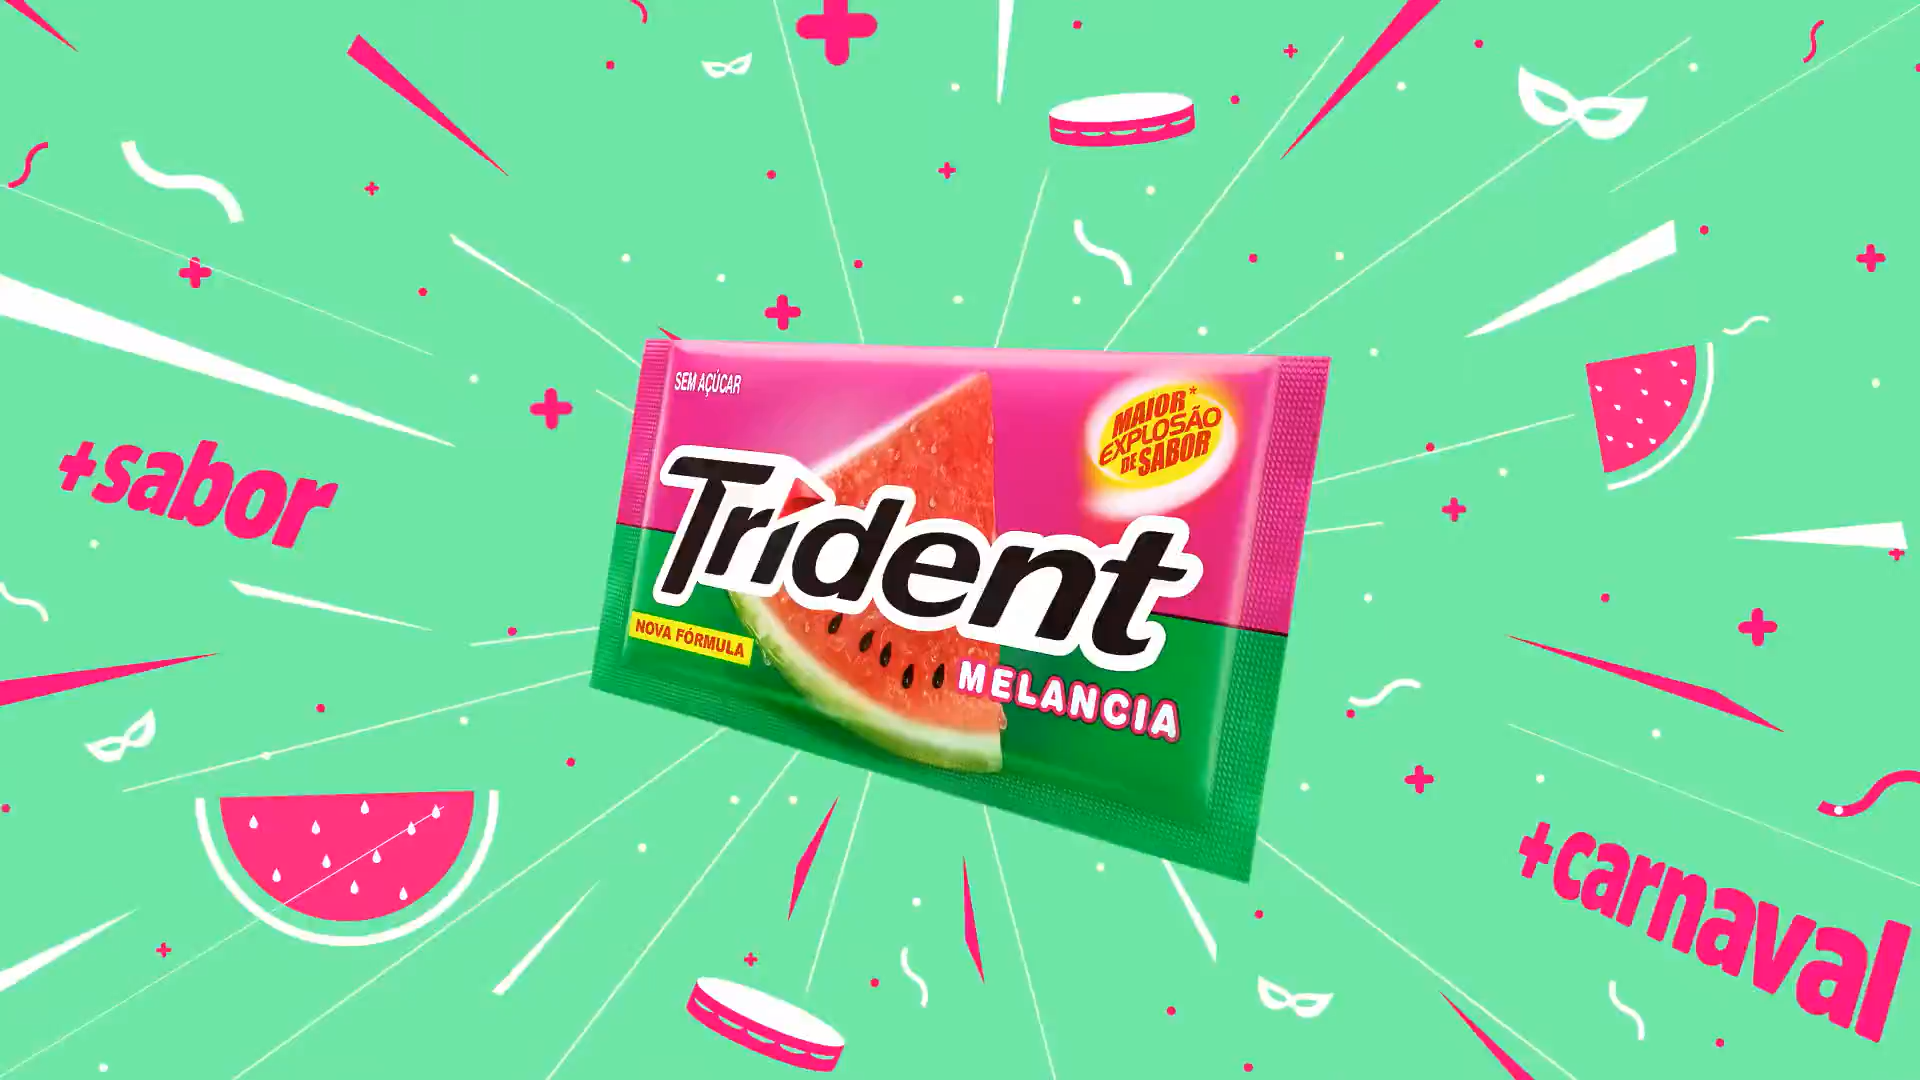 SEM AÇÚCAR
MAIOR*
EXPLOSÃO
DE SABOR
Trident
+sabor
NOVA FÓRMULA
MELANCIA
+carnaval